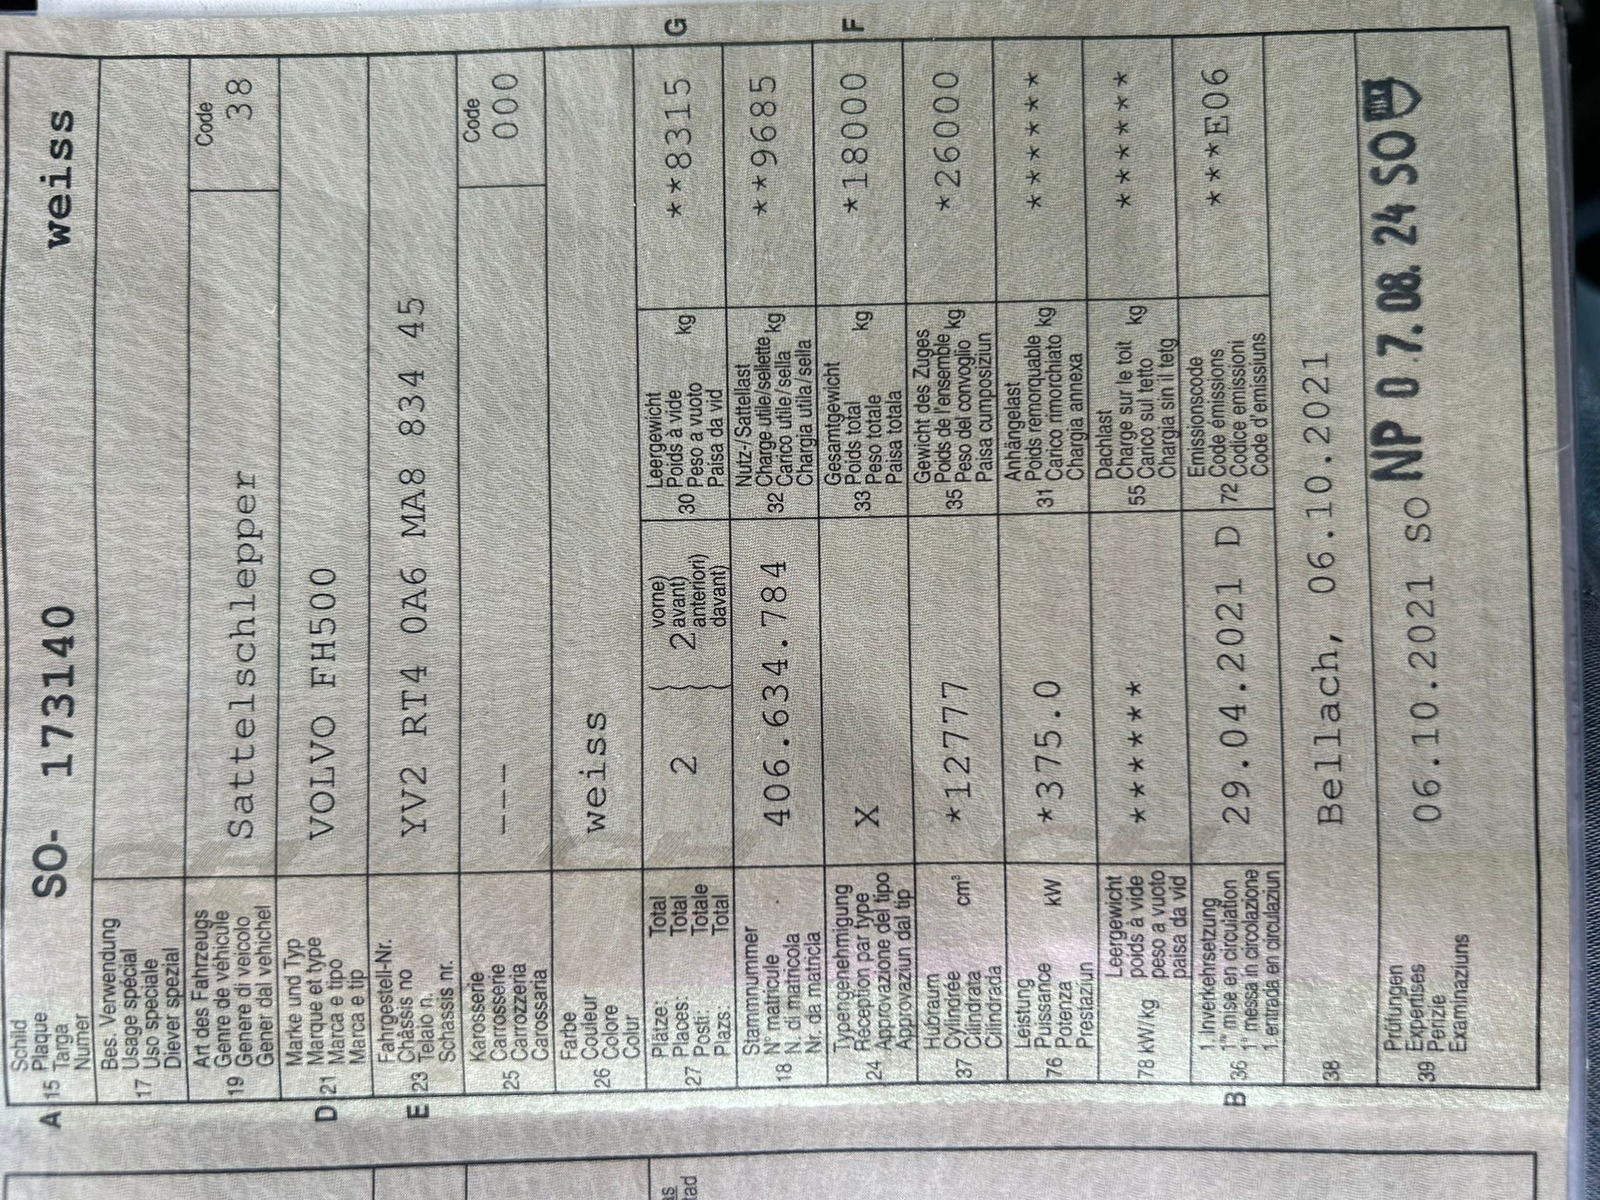 Schild
Plaque
A 15 Targa
Numer
SO- 173140 weiss
Bes. Verwendung
Usage spécial
17 Uso speciale
Diever spezial
Art des Fahrzeugs
Genre de véhicule
19 Genere di veicolo
Gener dal vehichel
Sattelschlepper
Code
38
Marke und Typ
D 21 Marque et type
Marca e tipo
Marca e tip
VOLVO FH500
Fahrgestell-Nr.
E 23 Châssis no
Telaio n.
Schassis nr.
YV2 RT4 0A6 MA8 834 45
Karosserie
Carrosserie
25 Carrozzeria
Carossaria
---
Code
000
Farbe
26 Couleur
Colore
Colur
weiss
Plätze: Total
Places: Total
27 Posti: Totale
Plazs: Total
2 { 2 vorne)
avant)
anteriori)
davant)
Leergewicht
Poids à vide
30 Peso a vuoto kg
Paisa da vid
**8315 G
Stammnummer
N° matricule
18 N. di matricola
Nr. da matricla
406.634.784
Nutz-/Sattellast
Charge utile/sellette
32 Carico utile/sella kg
Chargia utila/sella
**9685
Typengenehmigung
Réception par type
24 Approvazione del tipo
Approvaziun dal tip
X
Gesamtgewicht
Poids total
33 Peso totale kg
Paisa totala
*18000 F
Hubraum
Cylindrée
37 Cilindrata cm³
Cilindrada
*12777
Gewicht des Zuges
Poids de l'ensemble
35 Peso del convoglio kg
Paisa cumposiziun
*26000
Leistung
Puissance
76 Potenza kW
Prestaziun
*375.0
Anhängelast
Poids remorquable
31 Carico rimorchiato kg
Chargia annexa
******
Leergewicht
78 kW/kg poids à vide
peso a vuoto
paisa da vid
******
Dachlast
Charge sur le toit
55 Carico sul tetto kg
Chargia sin il tetg
******
1. Inverkehrsetzung
B 36 1re mise en circulation
1a messa in circolazione
1. entrada en circulaziun
29.04.2021 D
Emissionscode
Code émissions
72 Codice emissioni
Code d'emissiuns
***E06
38
Bellach, 06.10.2021
Prüfungen
Expertises
39 Perizie
Examinaziuns
06.10.2021 SO NP 0.7.08.24 SO